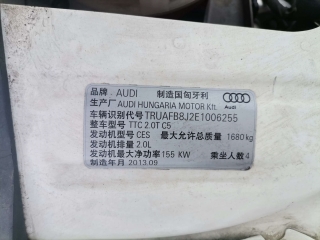 品牌 AUDI 制造国匈牙利
生产厂 AUDI HUNGARIA MOTOR Kft. Audi
车辆识别代号 TRUAFB8J2E1006255
整车型号 TTC 2.0T C5
发动机型号 CES 最大允许总质量 1680kg
发动机排量 2.0L
发动机最大净功率 155 KW 乘坐人数 4
制造年月 2013.09